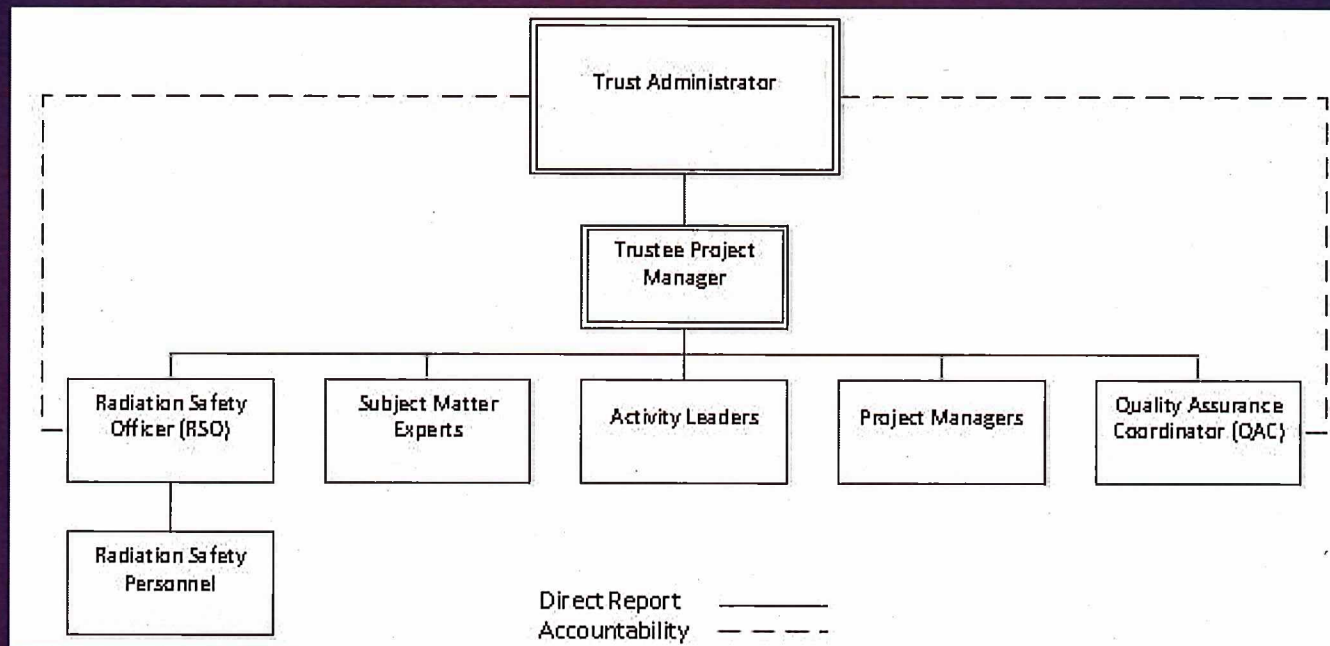 Trust Administrator
Trustee Project
Manager
Radiation Safety
Officer (RSO)
Subject Matter
Experts
Activity Leaders
Project Managers
Quality Assurance
Coordinator (QAC)
Radiation Safety
Personnel
Direct Report
Accountability